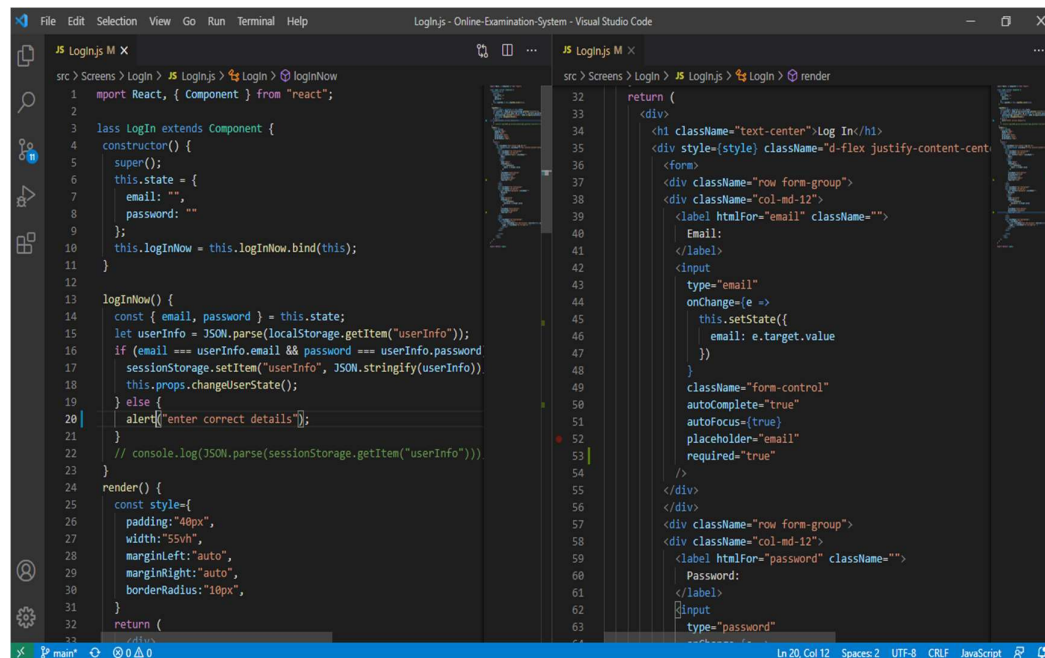 File Edit Selection View Go Run Terminal Help
LogIn.js - Online-Examination-System - Visual Studio Code
JS LogIn.js M ×
src > Screens > LogIn > JS LogIn.js > LogIn > logInNow
1 mport React, { Component } from "react";
2
3 lass LogIn extends Component {
4 constructor() {
5 super();
6 this.state = {
7 email: "",
8 password: ""
9 };
10 this.logInNow = this.logInNow.bind(this);
11 }
12
13 logInNow() {
14 const { email, password } = this.state;
15 let userInfo = JSON.parse(localStorage.getItem("userInfo"));
16 if (email === userInfo.email && password === userInfo.password
17 sessionStorage.setItem("userInfo", JSON.stringify(userInfo))
18 this.props.changeUserState();
19 } else {
20 alert("enter correct details");
21 }
22 // console.log(JSON.parse(sessionStorage.getItem("userInfo")))
23 }
24 render() {
25 const style={
26 padding:"40px",
27 width:"55vh",
28 marginLeft:"auto",
29 marginRight:"auto",
30 borderRadius:"10px",
31 }
32 return (
33 <div>
JS LogIn.js M ×
src > Screens > LogIn > JS LogIn.js > LogIn > render
32 return (
33 <div>
34 <h1 className="text-center">Log In</h1>
35 <div style={style} className="d-flex justify-content-cent
36 <form>
37 <div className="row form-group">
38 <div className="col-md-12">
39 <label htmlFor="email" className="">
40 Email:
41 </label>
42 <input
43 type="email"
44 onChange={e =>
45 this.setState({
46 email: e.target.value
47 })
48 }
49 className="form-control"
50 autoComplete="true"
51 autoFocus={true}
52 placeholder="email"
53 required="true"
54 />
55 </div>
56 </div>
57 <div className="row form-group">
58 <div className="col-md-12">
59 <label htmlFor="password" className="">
60 Password:
61 </label>
62 <input
63 type="password"
11
main* 0 0
Ln 20, Col 12 Spaces: 2 UTF-8 CRLF JavaScript